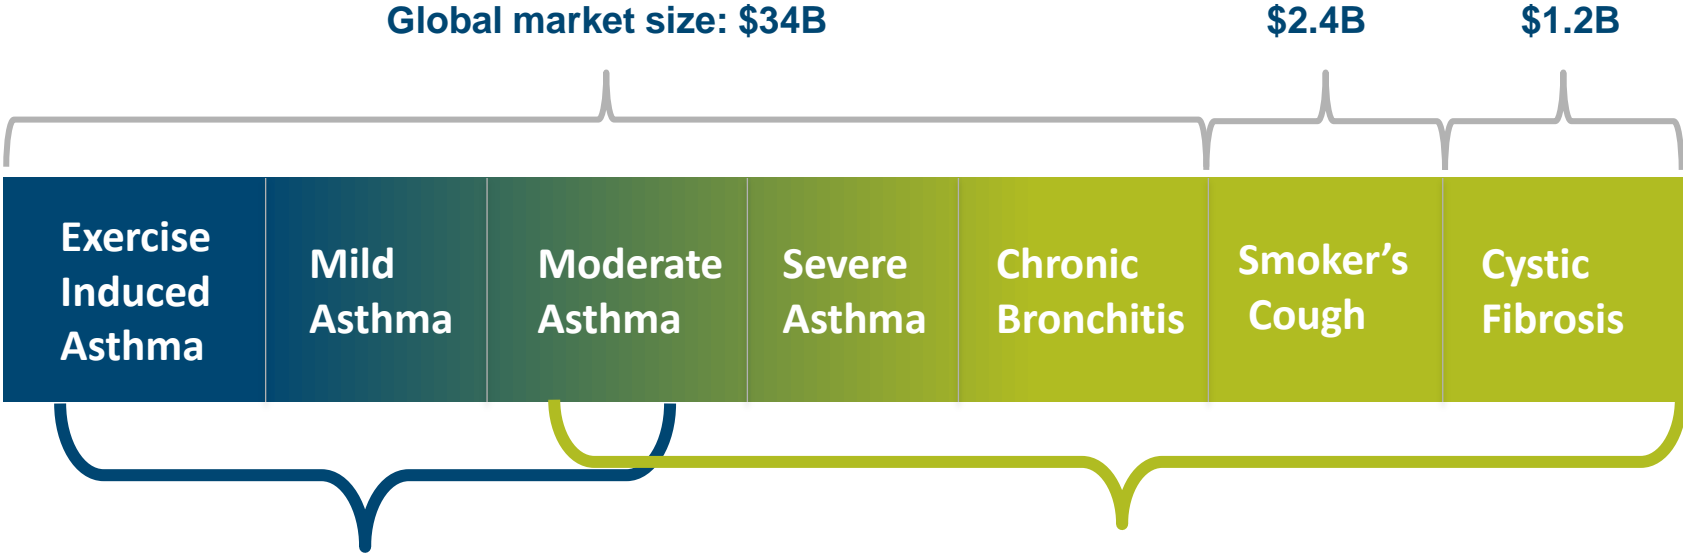 Global market size: $34B
$2.4B
$1.2B
Exercise
Induced
Asthma
Mild
Asthma
Moderate
Asthma
Severe
Asthma
Chronic
Bronchitis
Smoker’s
Cough
Cystic
Fibrosis